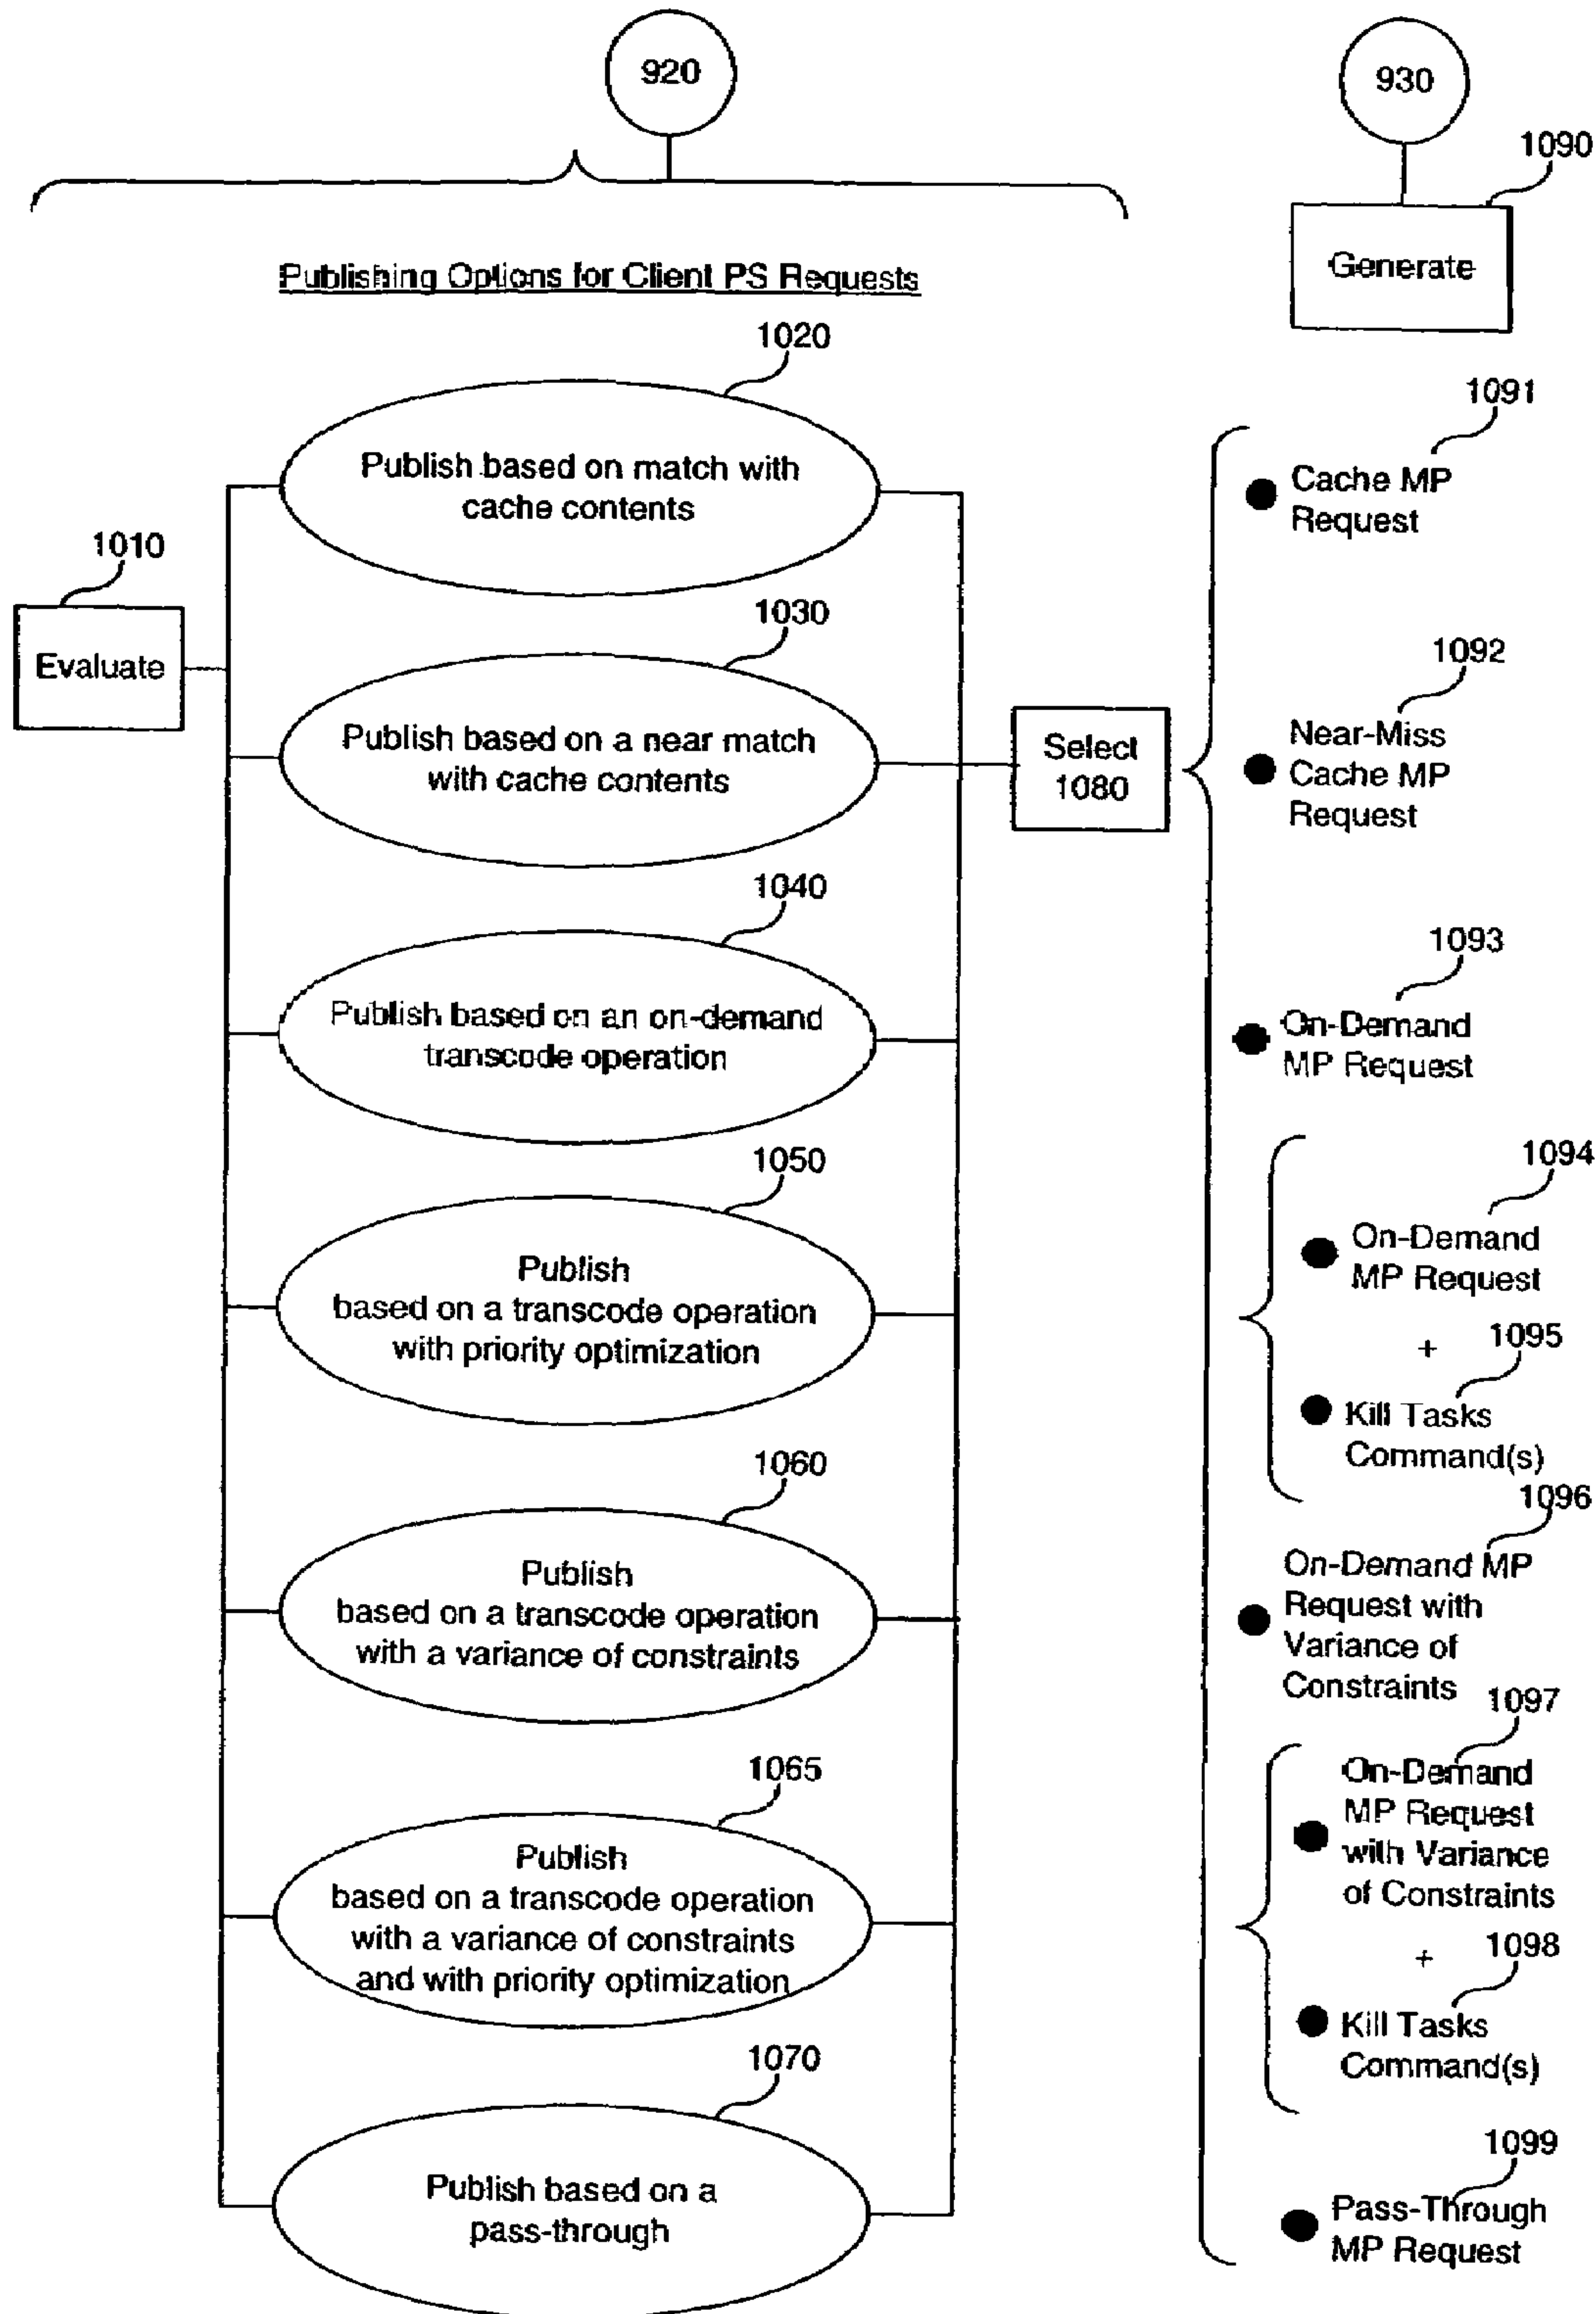 920
930
1090
Generate
Publishing Options for Client PS Requests
1020
Publish based on match with
cache contents
1010
Evaluate
1030
Publish based on a near match
with cache contents
1040
Publish based on an on-demand
transcode operation
1050
Publish
based on a transcode operation
with priority optimization
1060
Publish
based on a transcode operation
with a variance of constraints
1065
Publish
based on a transcode operation
with a variance of constraints
and with priority optimization
1070
Publish based on a
pass-through
Select
1080
1091
Cache MP
Request
1092
Near-Miss
Cache MP
Request
1093
On-Demand
MP Request
1094
On-Demand
MP Request
+
1095
Kill Tasks
Command(s)
1096
On-Demand MP
Request with
Variance of
Constraints
1097
On-Demand
MP Request
with Variance
of Constraints
+
1098
Kill Tasks
Command(s)
1099
Pass-Through
MP Request